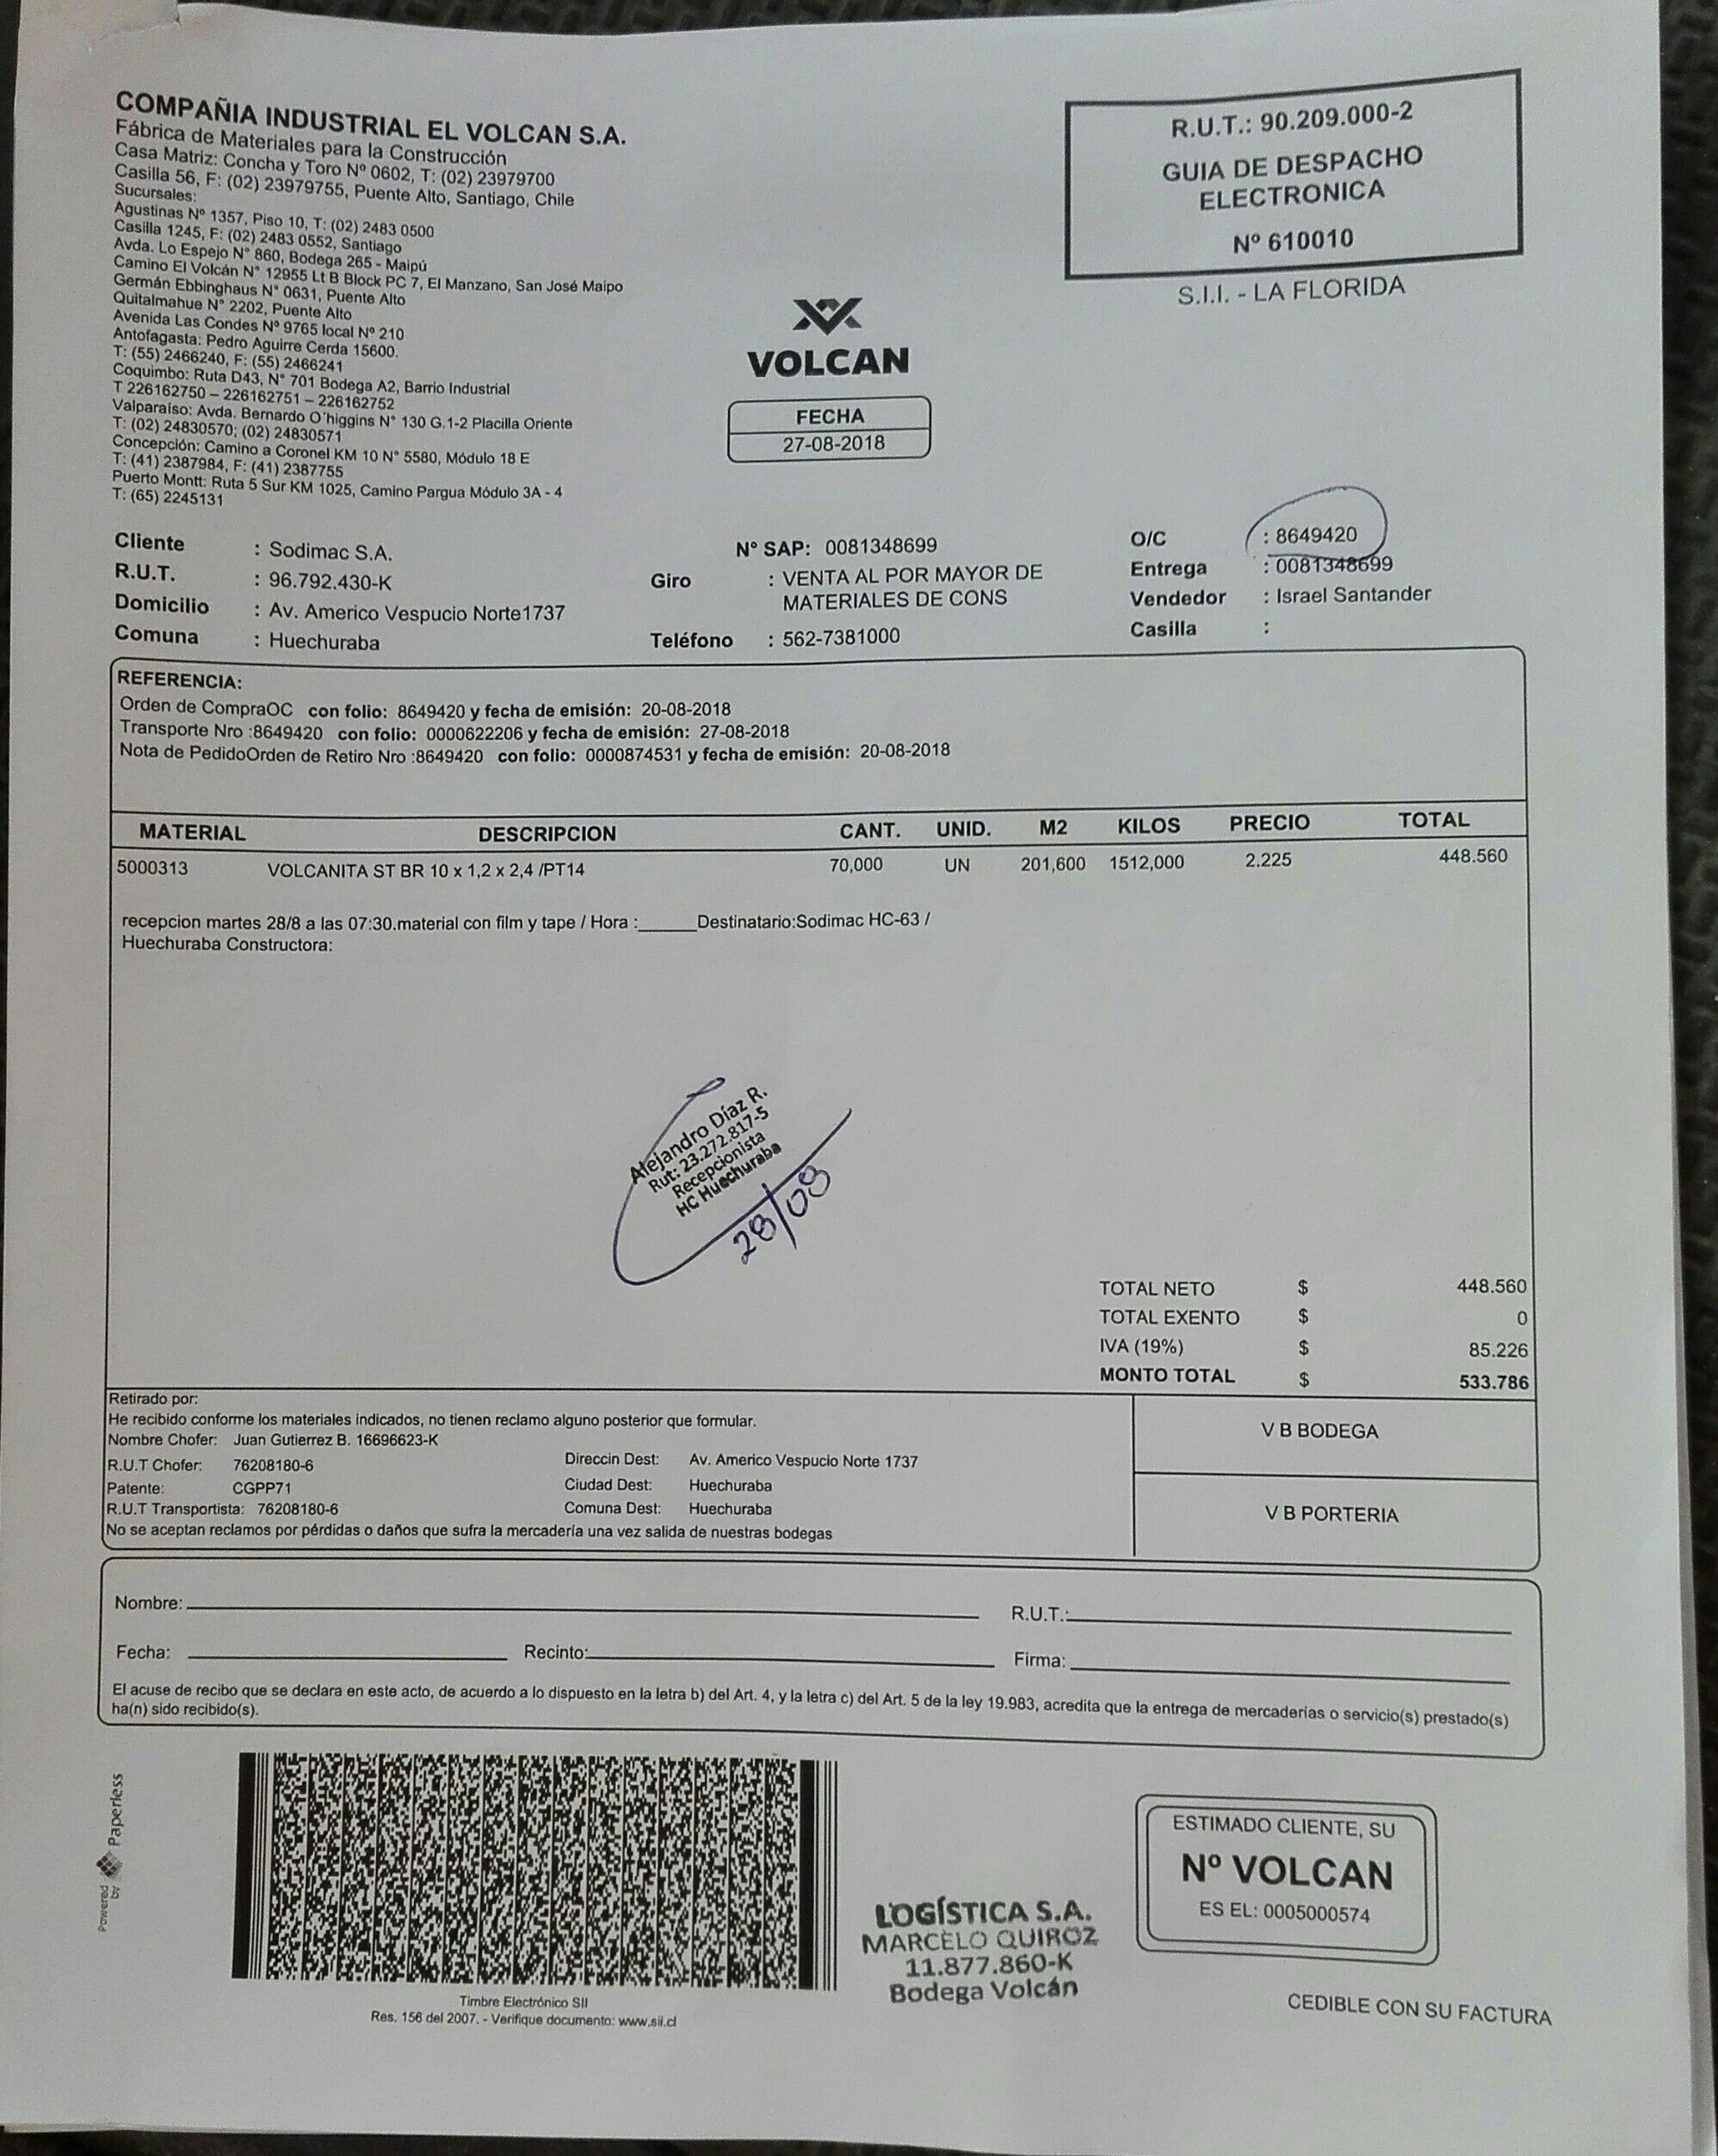 COMPAÑIA INDUSTRIAL EL VOLCAN S.A.
Fábrica de Materiales para la Construcción
Casa Matriz: Concha y Toro Nº 0602, T: (02) 23979700
Casilla 56, F: (02) 23979755, Puente Alto, Santiago, Chile
Sucursales:
Agustinas Nº 1357, Piso 10, T: (02) 2483 0500
Casilla 1245, F: (02) 2483 0552, Santiago
Avda. Lo Espejo N° 860, Bodega 265 - Maipú
Camino El Volcán N° 12955 Lt B Block PC 7, El Manzano, San José Maipo
Germán Ebbinghaus N° 0631, Puente Alto
Quitalmahue N° 2202, Puente Alto
Avenida Las Condes Nº 9765 local Nº 210
Antofagasta: Pedro Aguirre Cerda 15600.
T: (55) 2466240, F: (55) 2466241
Coquimbo: Ruta D43, N° 701 Bodega A2, Barrio Industrial
T 226162750 – 226162751 – 226162752
Valparaíso: Avda. Bernardo O´higgins N° 130 G.1-2 Placilla Oriente
T: (02) 24830570; (02) 24830571
Concepción: Camino a Coronel KM 10 N° 5580, Módulo 18 E
T: (41) 2387984, F: (41) 2387755
Puerto Montt: Ruta 5 Sur KM 1025, Camino Pargua Módulo 3A - 4
T: (65) 2245131
R.U.T.: 90.209.000-2
GUIA DE DESPACHO
ELECTRONICA
Nº 610010
S.I.I. - LA FLORIDA
VOLCAN
FECHA
27-08-2018
Cliente : Sodimac S.A. N° SAP: 0081348699 O/C : 8649420
R.U.T. : 96.792.430-K Giro : VENTA AL POR MAYOR DE Entrega : 0081348699
Domicilio : Av. Americo Vespucio Norte1737 MATERIALES DE CONS Vendedor : Israel Santander
Comuna : Huechuraba Teléfono : 562-7381000 Casilla :
REFERENCIA:
Orden de CompraOC con folio: 8649420 y fecha de emisión: 20-08-2018
Transporte Nro :8649420 con folio: 0000622206 y fecha de emisión: 27-08-2018
Nota de PedidoOrden de Retiro Nro :8649420 con folio: 0000874531 y fecha de emisión: 20-08-2018
MATERIAL DESCRIPCION CANT. UNID. M2 KILOS PRECIO TOTAL
5000313 VOLCANITA ST BR 10 x 1,2 x 2,4 /PT14 70,000 UN 201,600 1512,000 2.225 448.560
recepcion martes 28/8 a las 07:30.material con film y tape / Hora :______Destinatario:Sodimac HC-63 /
Huechuraba Constructora:
Alejandro Díaz R.
Rut: 23.272.817-5
Recepcionista
HC Huechuraba
28/08
TOTAL NETO $ 448.560
TOTAL EXENTO $ 0
IVA (19%) $ 85.226
MONTO TOTAL $ 533.786
Retirado por:
He recibido conforme los materiales indicados, no tienen reclamo alguno posterior que formular.
Nombre Chofer: Juan Gutierrez B. 16696623-K
R.U.T Chofer: 76208180-6 Direccin Dest: Av. Americo Vespucio Norte 1737
Patente: CGPP71 Ciudad Dest: Huechuraba
R.U.T Transportista: 76208180-6 Comuna Dest: Huechuraba
No se aceptan reclamos por pérdidas o daños que sufra la mercadería una vez salida de nuestras bodegas
V B BODEGA
V B PORTERIA
Nombre: R.U.T.:
Fecha: Recinto: Firma:
El acuse de recibo que se declara en este acto, de acuerdo a lo dispuesto en la letra b) del Art. 4, y la letra c) del Art. 5 de la ley 19.983, acredita que la entrega de mercaderías o servicio(s) prestado(s)
ha(n) sido recibido(s).
Powered by Paperless
Timbre Electrónico SII
Res. 156 del 2007. - Verifique documento: www.sii.cl
LOGÍSTICA S.A.
MARCELO QUIROZ
11.877.860-K
Bodega Volcán
ESTIMADO CLIENTE, SU
Nº VOLCAN
ES EL: 0005000574
CEDIBLE CON SU FACTURA